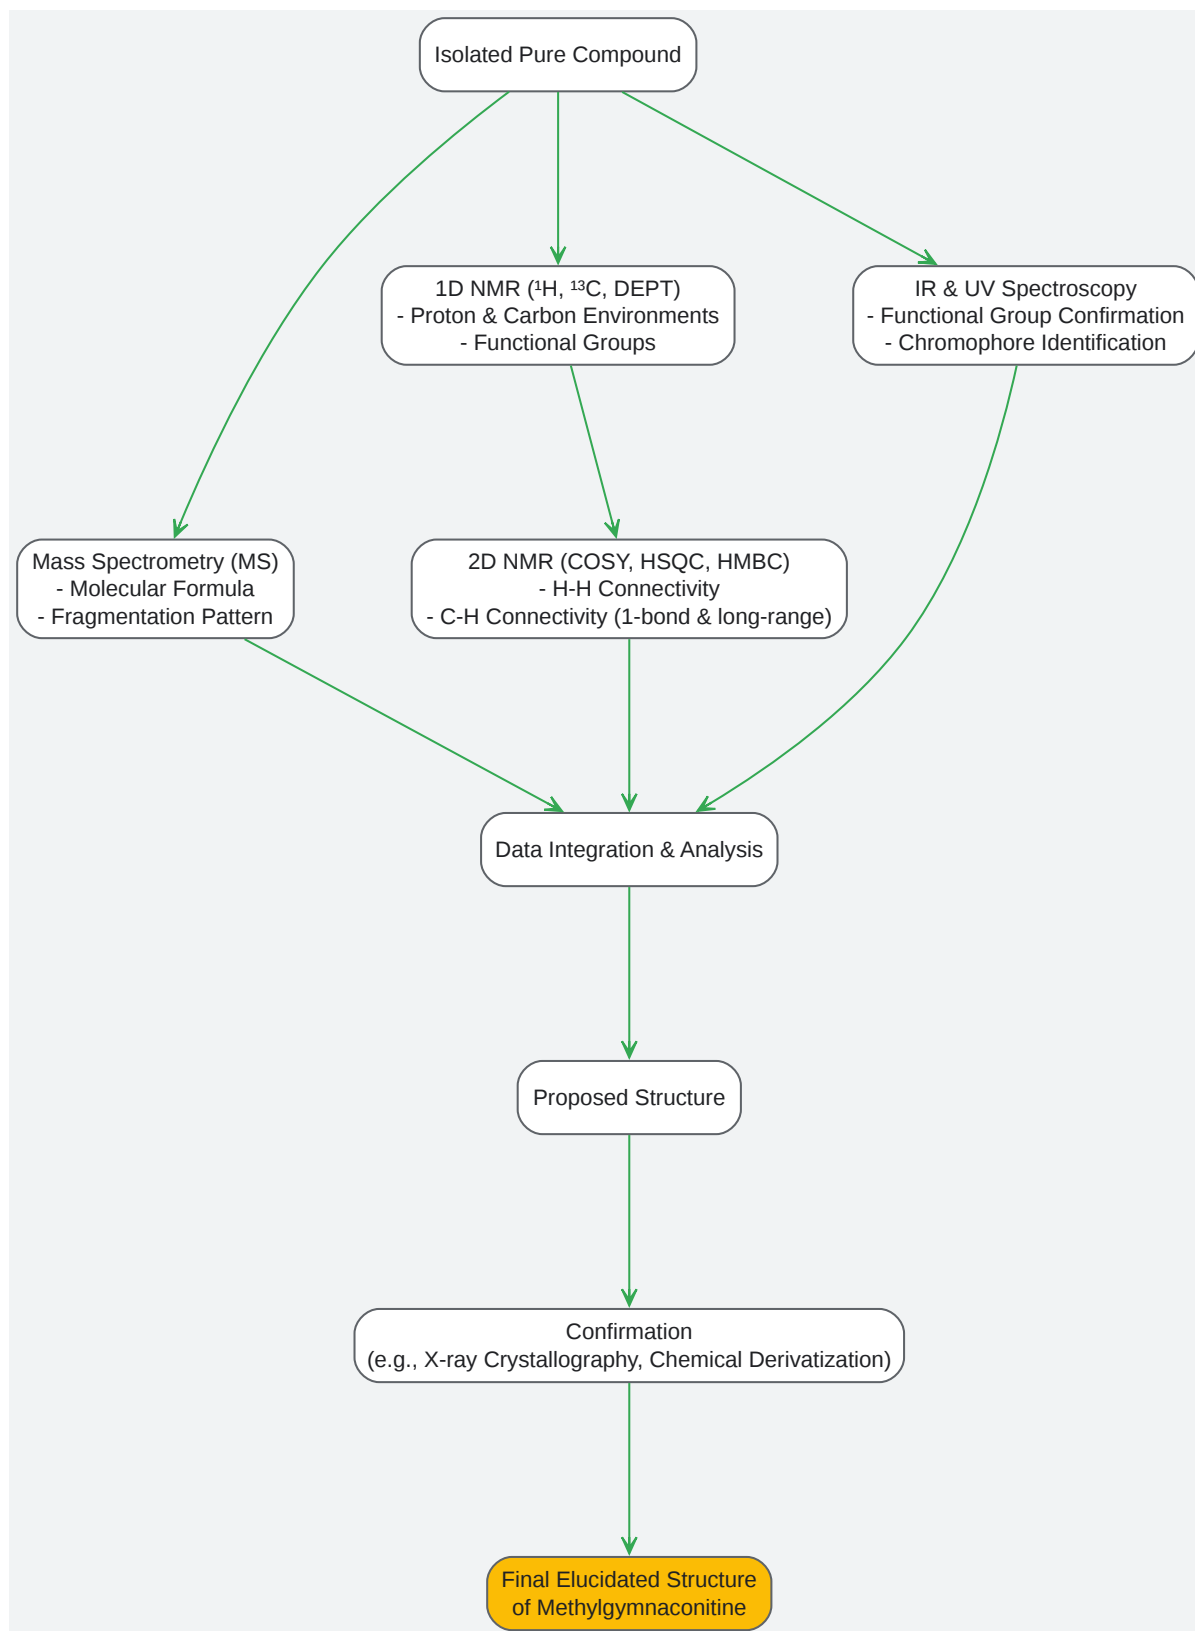 Isolated Pure Compound
1D NMR (¹H, ¹³C, DEPT)
- Proton & Carbon Environments
- Functional Groups
IR & UV Spectroscopy
- Functional Group Confirmation
- Chromophore Identification
Mass Spectrometry (MS)
- Molecular Formula
- Fragmentation Pattern
2D NMR (COSY, HSQC, HMBC)
- H-H Connectivity
- C-H Connectivity (1-bond & long-range)
Data Integration & Analysis
Proposed Structure
Confirmation
(e.g., X-ray Crystallography, Chemical Derivatization)
Final Elucidated Structure
of Methylgymnaconitine